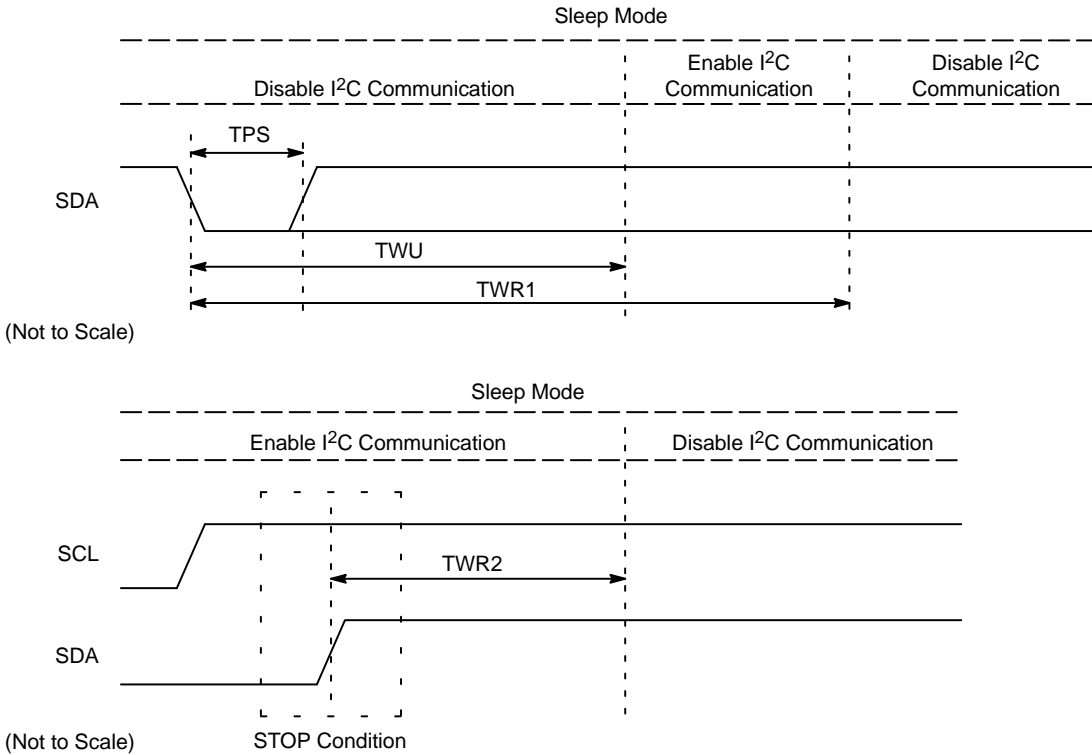 Sleep Mode
Disable I²C Communication
Enable I²C
Communication
Disable I²C
Communication
TPS
SDA
TWU
TWR1
(Not to Scale)
Sleep Mode
Enable I²C Communication
Disable I²C Communication
SCL
TWR2
SDA
(Not to Scale)
STOP Condition